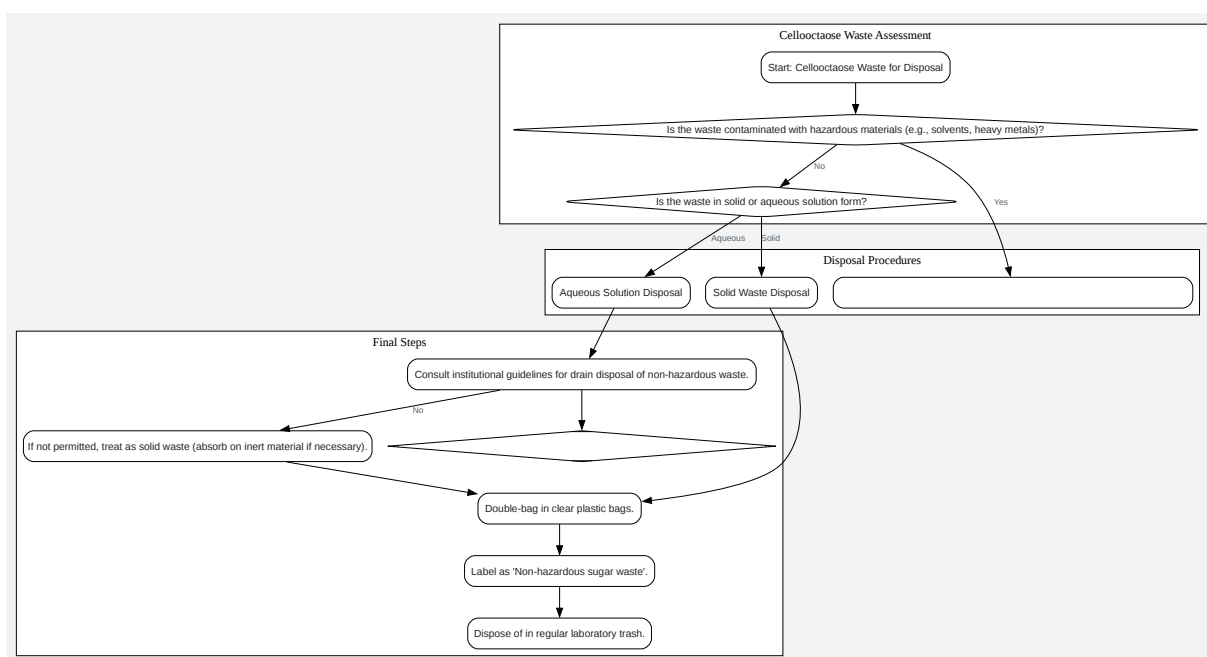 Cellooctaose Waste Assessment
Start: Cellooctaose Waste for Disposal
Is the waste contaminated with hazardous materials (e.g., solvents, heavy metals)?
No
Yes
Is the waste in solid or aqueous solution form?
Aqueous
Solid
Disposal Procedures
Aqueous Solution Disposal
Solid Waste Disposal
Final Steps
Consult institutional guidelines for drain disposal of non-hazardous waste.
No
If not permitted, treat as solid waste (absorb on inert material if necessary).
Double-bag in clear plastic bags.
Label as 'Non-hazardous sugar waste'.
Dispose of in regular laboratory trash.